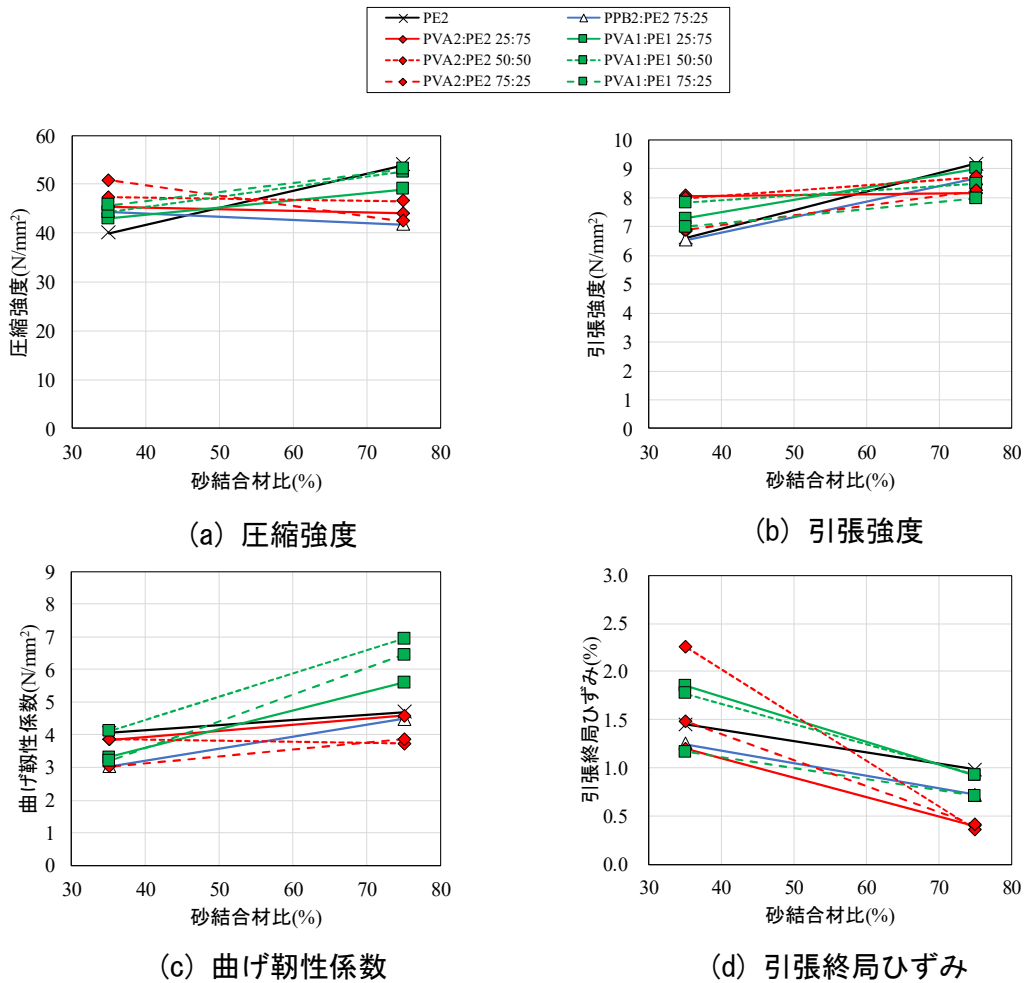 PE2
PPB2:PE2 75:25
PVA2:PE2 25:75
PVA1:PE1 25:75
PVA2:PE2 50:50
PVA1:PE1 50:50
PVA2:PE2 75:25
PVA1:PE1 75:25
圧縮強度(N/mm²)
60
50
40
30
20
10
0
30 40 50 60 70 80
砂結合材比(%)
(a) 圧縮強度
引張強度(N/mm²)
10
9
8
7
6
5
4
3
2
1
0
30 40 50 60 70 80
砂結合材比(%)
(b) 引張強度
曲げ靭性係数(N/mm²)
9
8
7
6
5
4
3
2
1
0
30 40 50 60 70 80
砂結合材比(%)
(c) 曲げ靭性係数
引張終局ひずみ(%)
3.0
2.5
2.0
1.5
1.0
0.5
0.0
30 40 50 60 70 80
砂結合材比(%)
(d) 引張終局ひずみ